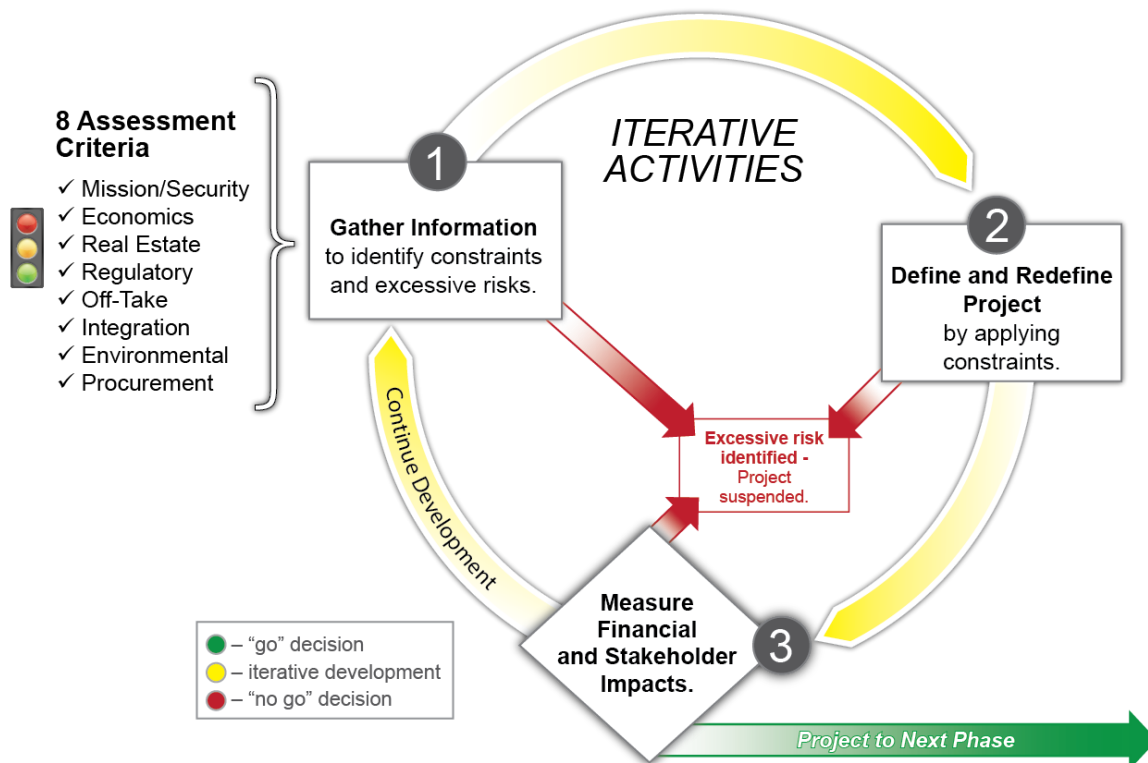 8 Assessment
Criteria
✓ Mission/Security
✓ Economics
✓ Real Estate
✓ Regulatory
✓ Off-Take
✓ Integration
✓ Environmental
✓ Procurement
ITERATIVE
ACTIVITIES
1
Gather Information
to identify constraints
and excessive risks.
2
Define and Redefine
Project
by applying
constraints.
Excessive risk
identified -
Project
suspended.
3
Measure
Financial
and Stakeholder
Impacts.
Continue Development
– “go” decision
– iterative development
– “no go” decision
Project to Next Phase